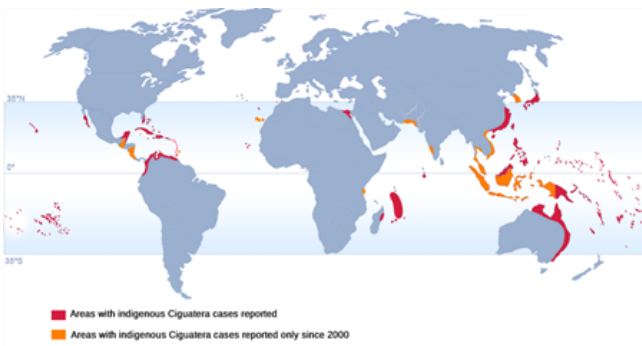 35°N
0°
35°S
Areas with indigenous Ciguatera cases reported
Areas with indigenous Ciguatera cases reported only since 2000